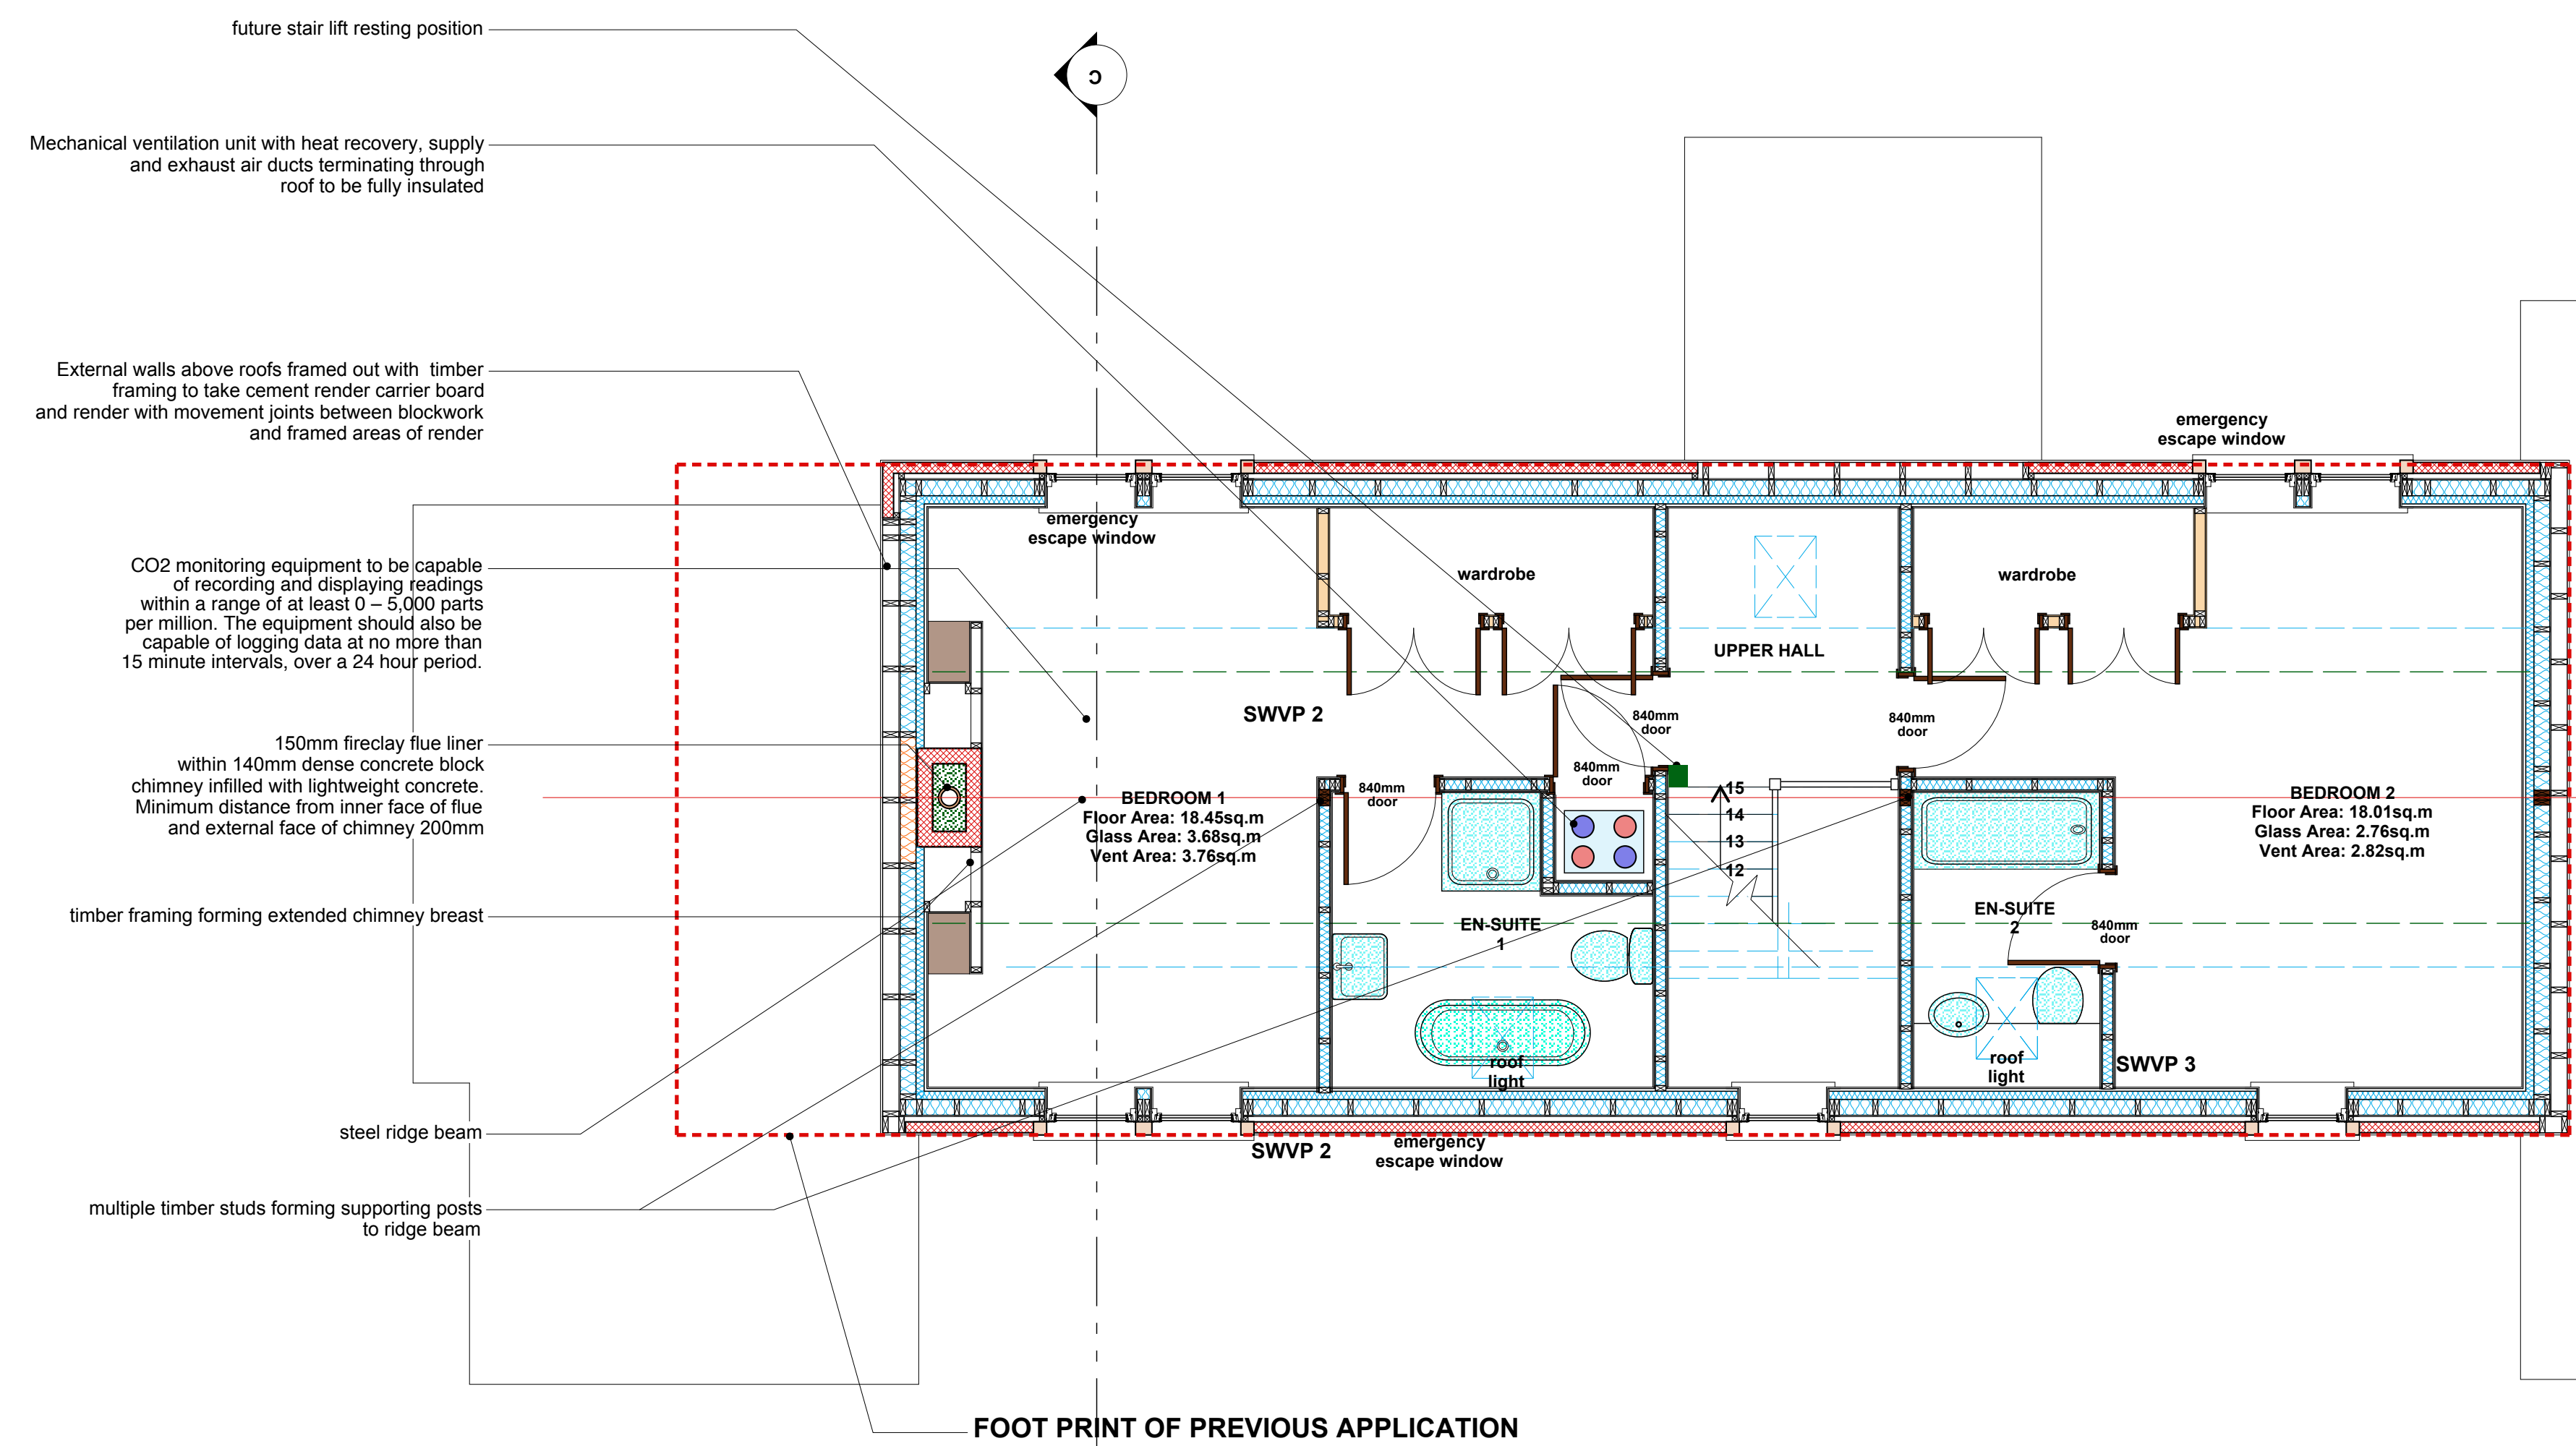 future stair lift resting position
C
Mechanical ventilation unit with heat recovery, supply
and exhaust air ducts terminating through
roof to be fully insulated
External walls above roofs framed out with timber
framing to take cement render carrier board
and render with movement joints between blockwork
and framed areas of render
CO2 monitoring equipment to be capable
of recording and displaying readings
within a range of at least 0 – 5,000 parts
per million. The equipment should also be
capable of logging data at no more than
15 minute intervals, over a 24 hour period.
150mm fireclay flue liner
within 140mm dense concrete block
chimney infilled with lightweight concrete.
Minimum distance from inner face of flue
and external face of chimney 200mm
timber framing forming extended chimney breast
steel ridge beam
multiple timber studs forming supporting posts
to ridge beam
emergency
escape window
emergency
escape window
wardrobe
wardrobe
UPPER HALL
SWVP 2
840mm
door
840mm
door
840mm
door
840mm
door
15
14
13
12
BEDROOM 1
Floor Area: 18.45sq.m
Glass Area: 3.68sq.m
Vent Area: 3.76sq.m
BEDROOM 2
Floor Area: 18.01sq.m
Glass Area: 2.76sq.m
Vent Area: 2.82sq.m
EN-SUITE
1
EN-SUITE
2
840mm
door
roof
light
roof
light
SWVP 3
SWVP 2
emergency
escape window
FOOT PRINT OF PREVIOUS APPLICATION